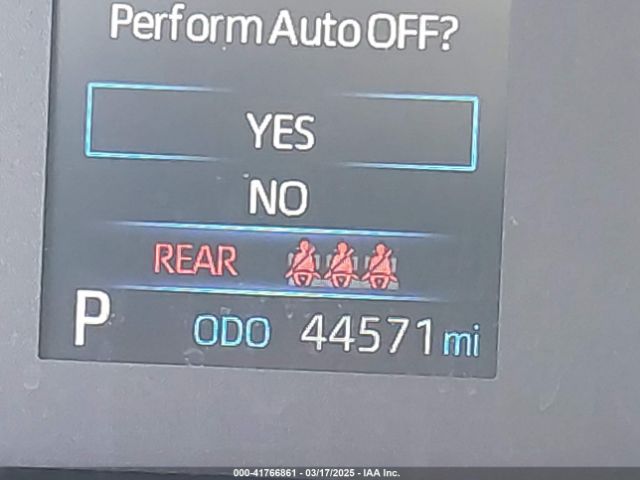 Perform Auto OFF?
YES
NO
REAR
P ODO 44571 mi
000-41766861 - 03/17/2025 - IAA Inc.